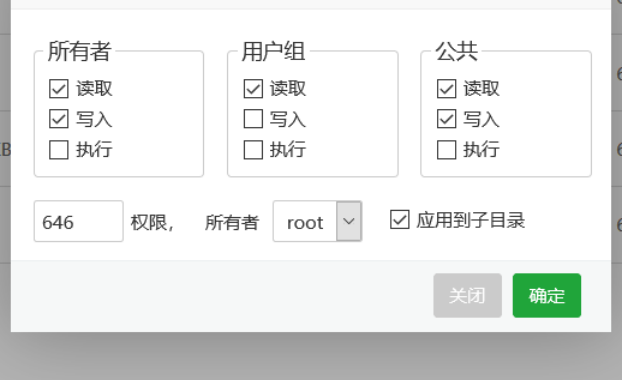 所有者 用户组 公共
读取 读取 读取
写入 写入 写入
执行 执行 执行
646 权限， 所有者 root 应用到子目录
关闭 确定